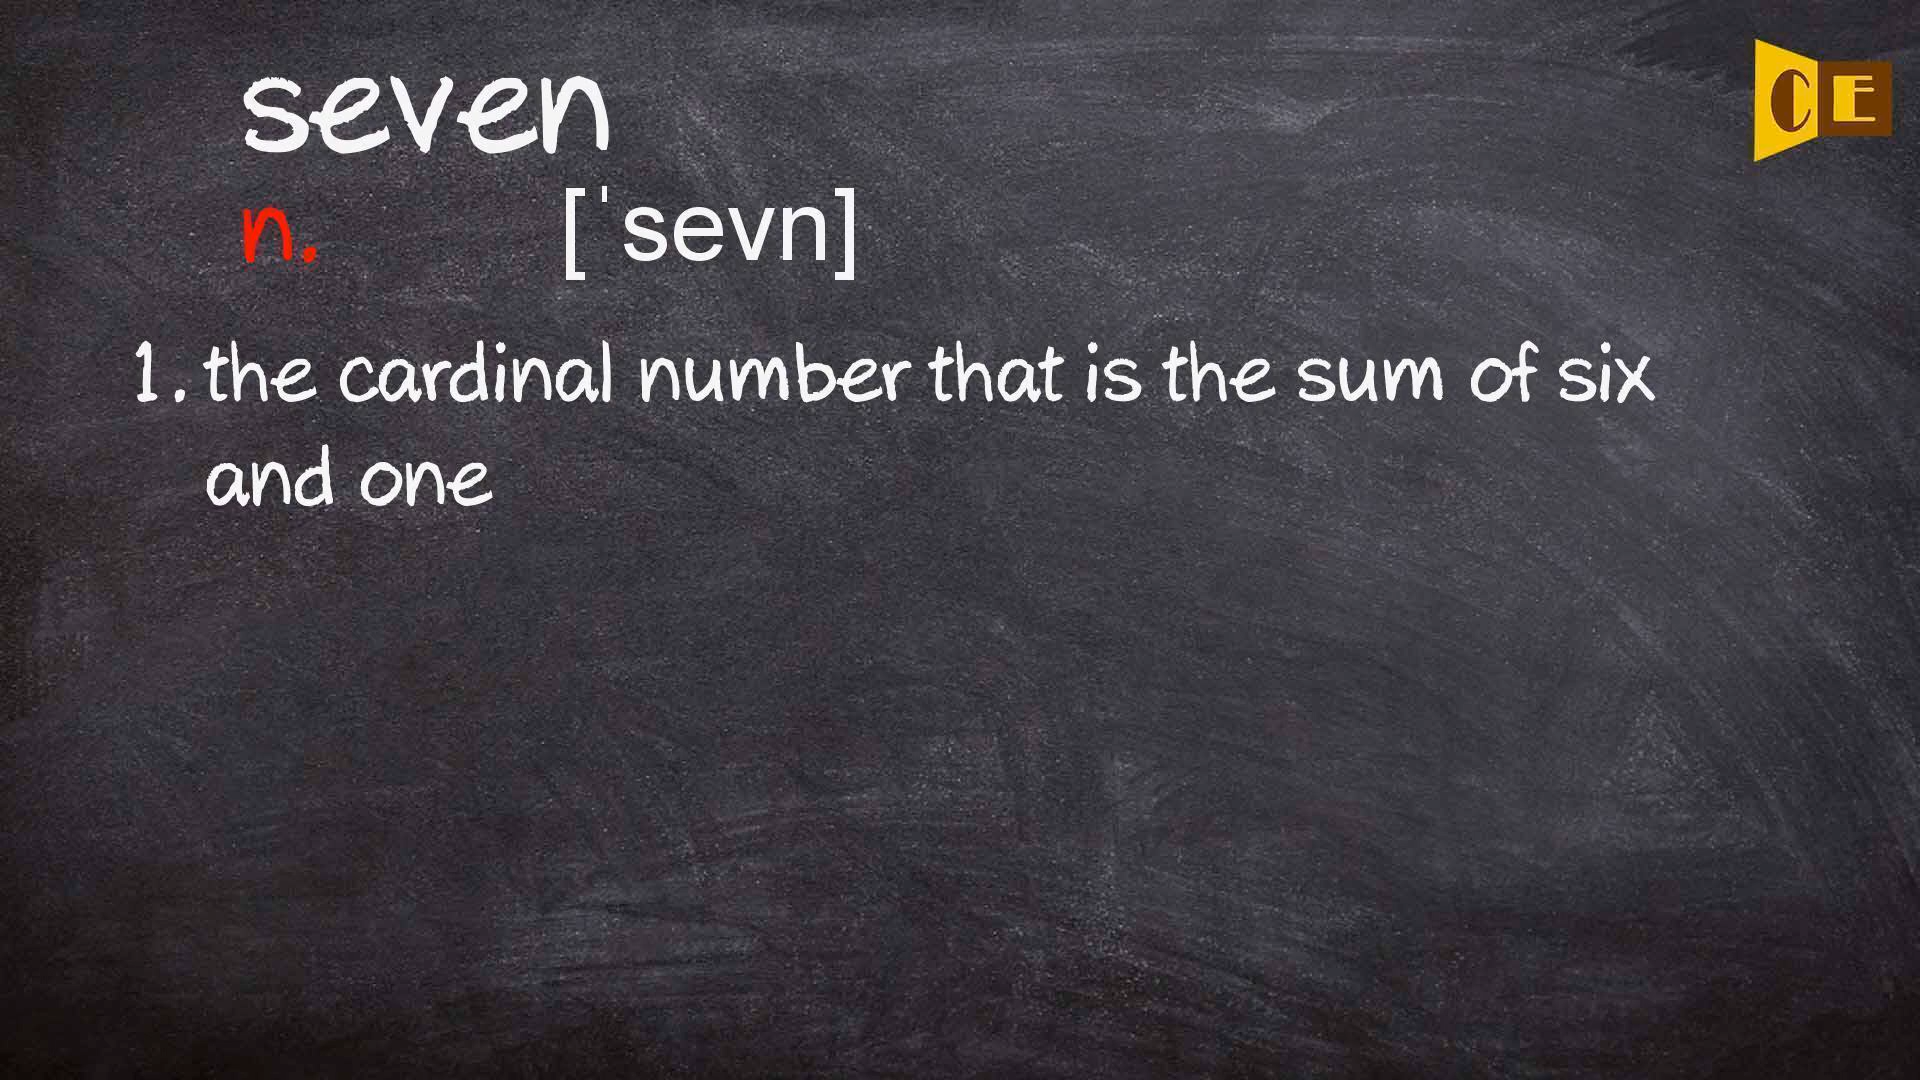 CE
seven
n. [ˈsevn]
1. the cardinal number that is the sum of six
and one